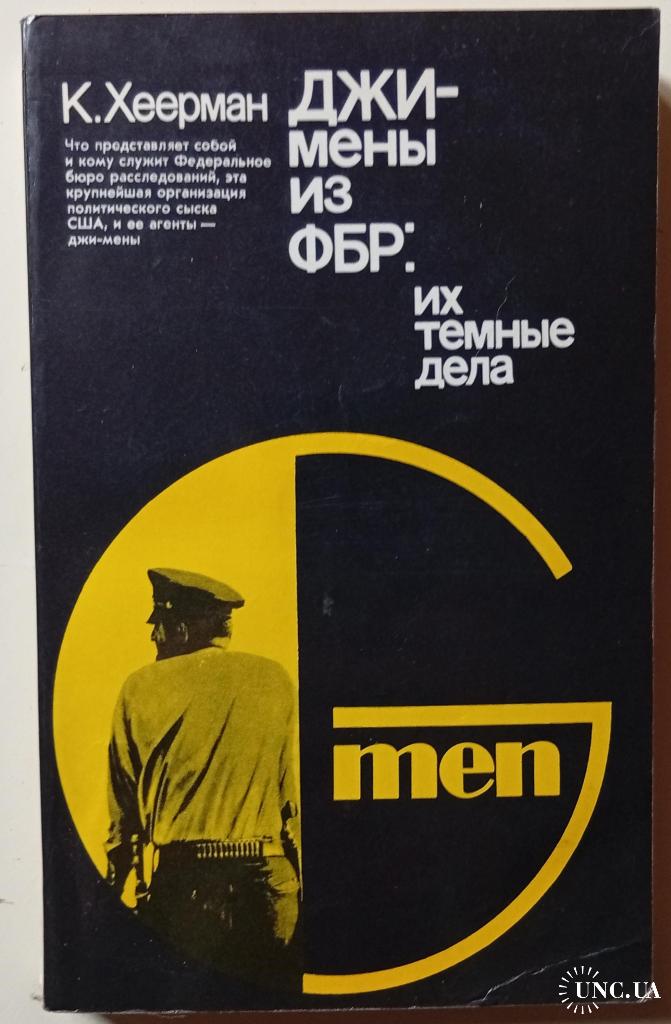 К. Хеерман
Что представляет собой
и кому служит Федеральное
бюро расследований, эта
крупнейшая организация
политического сыска
США, и ее агенты —
джи-мены
ДЖИ-
мены
из
ФБР:
их
темные
дела
men
UNC.UA